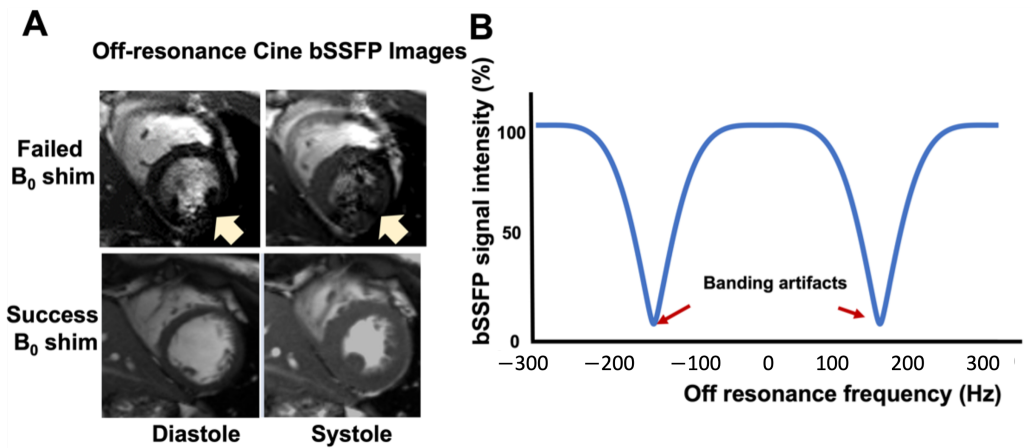 A
Off-resonance Cine bSSFP Images
Failed
B₀ shim
Success
B₀ shim
Diastole
Systole
B
bSSFP signal intensity (%)
100
50
0
Banding artifacts
−300
−200
−100
0
100
200
300
Off resonance frequency (Hz)